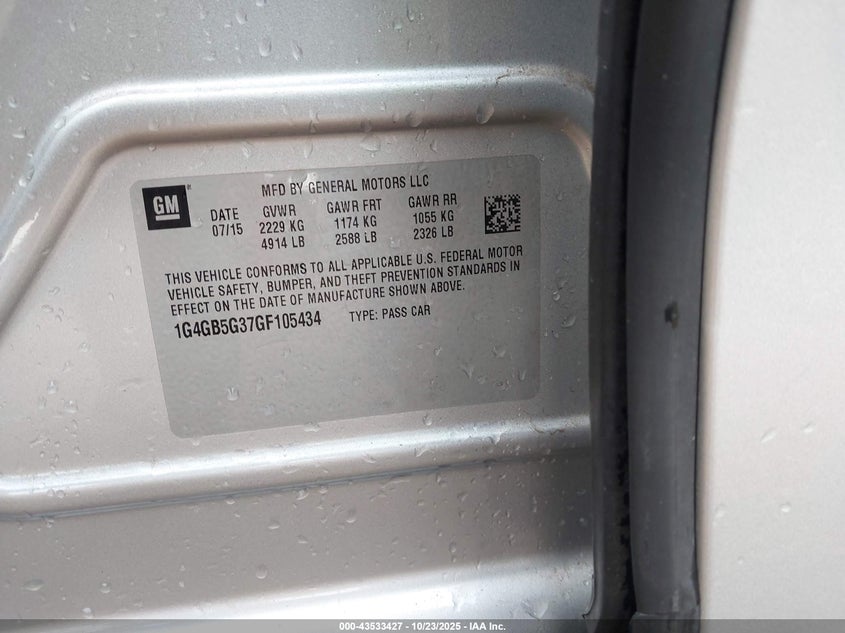 GM
®
MFD BY GENERAL MOTORS LLC
DATE GVWR GAWR FRT GAWR RR
07/15 2229 KG 1174 KG 1055 KG
4914 LB 2588 LB 2326 LB
THIS VEHICLE CONFORMS TO ALL APPLICABLE U.S. FEDERAL MOTOR
VEHICLE SAFETY, BUMPER, AND THEFT PREVENTION STANDARDS IN
EFFECT ON THE DATE OF MANUFACTURE SHOWN ABOVE.
1G4GB5G37GF105434 TYPE: PASS CAR
000-43533427 - 10/23/2025 - IAA Inc.